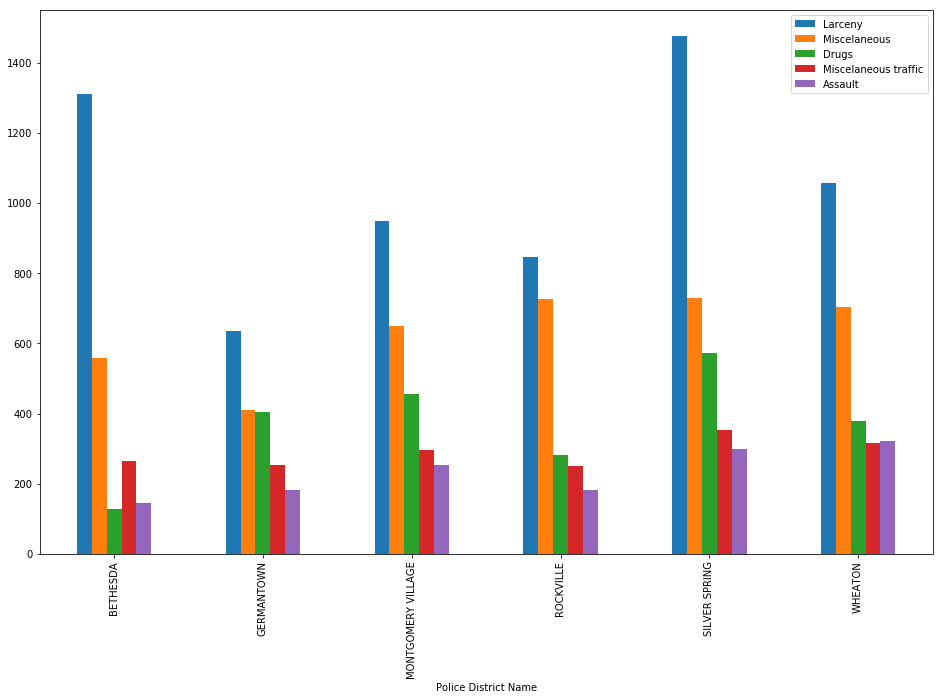 Larceny
Miscelaneous
Drugs
Miscelaneous traffic
Assault
1400
1200
1000
800
600
400
200
0
BETHESDA
GERMANTOWN
MONTGOMERY VILLAGE
ROCKVILLE
SILVER SPRING
WHEATON
Police District Name